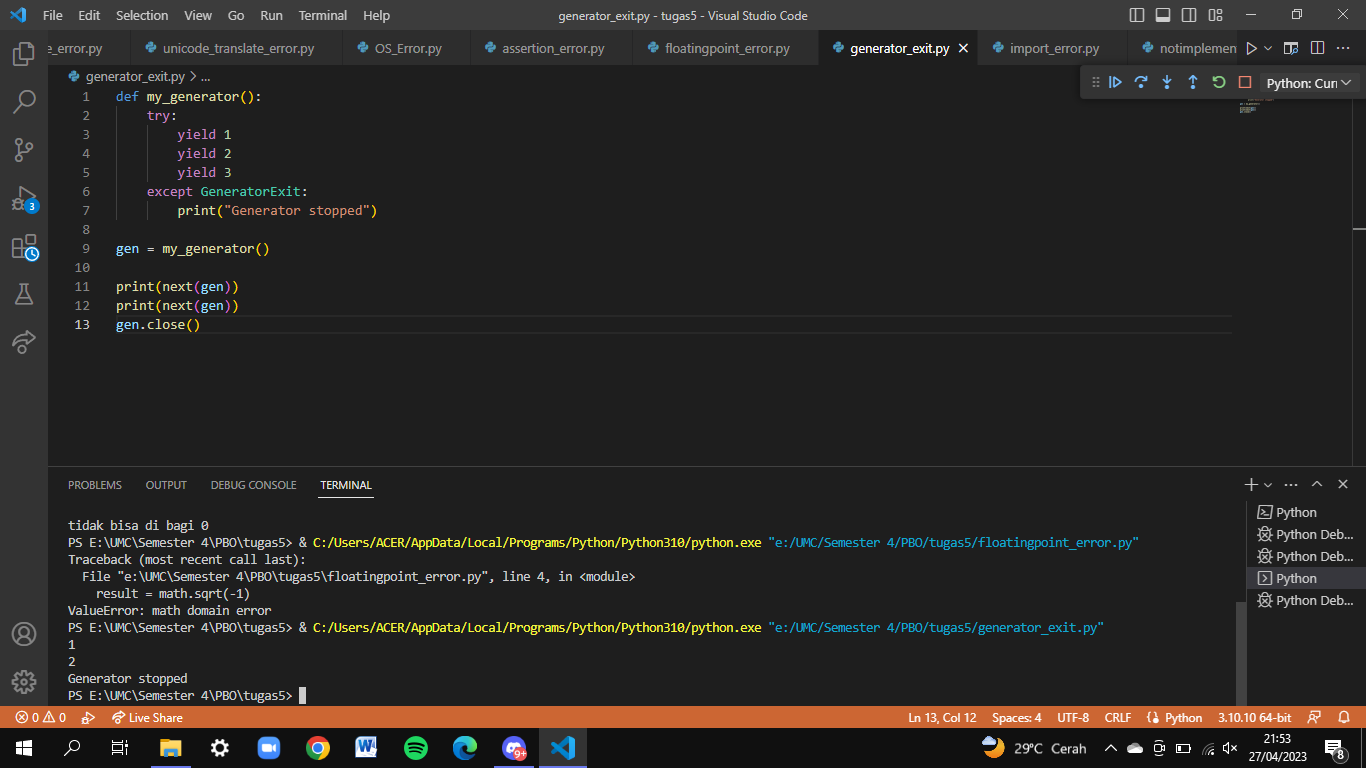 File Edit Selection View Go Run Terminal Help generator_exit.py - tugas5 - Visual Studio Code
e_error.py unicode_translate_error.py OS_Error.py assertion_error.py floatingpoint_error.py generator_exit.py import_error.py notimplemen
generator_exit.py > ...
Python: Cur
1 def my_generator():
2 try:
3 yield 1
4 yield 2
5 yield 3
6 except GeneratorExit:
7 print("Generator stopped")
8
9 gen = my_generator()
10
11 print(next(gen))
12 print(next(gen))
13 gen.close()
3
PROBLEMS OUTPUT DEBUG CONSOLE TERMINAL
tidak bisa di bagi 0
PS E:\UMC\Semester 4\PBO\tugas5> & C:/Users/ACER/AppData/Local/Programs/Python/Python310/python.exe "e:/UMC/Semester 4/PBO/tugas5/floatingpoint_error.py"
Traceback (most recent call last):
File "e:\UMC\Semester 4\PBO\tugas5\floatingpoint_error.py", line 4, in <module>
result = math.sqrt(-1)
ValueError: math domain error
PS E:\UMC\Semester 4\PBO\tugas5> & C:/Users/ACER/AppData/Local/Programs/Python/Python310/python.exe "e:/UMC/Semester 4/PBO/tugas5/generator_exit.py"
1
2
Generator stopped
PS E:\UMC\Semester 4\PBO\tugas5>
Python
Python Deb...
Python Deb...
Python
Python Deb...
0 0 Live Share Ln 13, Col 12 Spaces: 4 UTF-8 CRLF Python 3.10.10 64-bit
9+ 29°C Cerah 21:53
27/04/2023 8